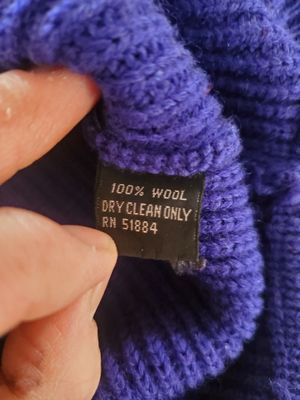 100% WOOL
DRY CLEAN ONLY
RN 51884